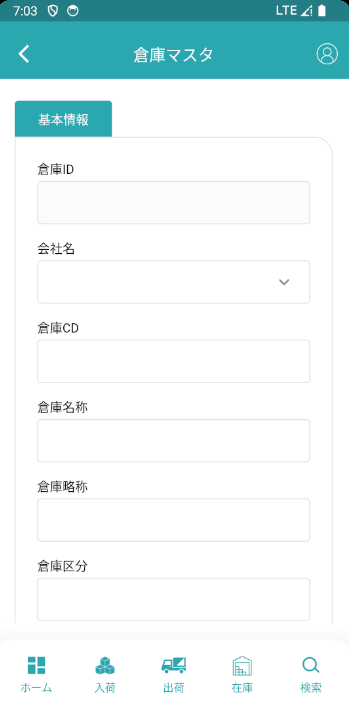 7:03 LTE
倉庫マスタ
基本情報
倉庫ID
会社名
倉庫CD
倉庫名称
倉庫略称
倉庫区分
ホーム 入荷 出荷 在庫 検索